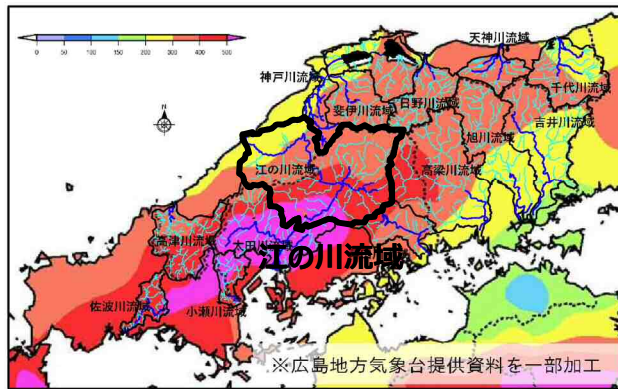 0 50 100 150 200 300 400 500
N
天神川流域
千代川流域
神戸川流域
斐伊川流域
日野川流域
旭川流域
吉井川流域
江の川流域
高梁川流域
高津川流域
太田川流域
江の川流域
佐波川流域
小瀬川流域
※広島地方気象台提供資料を一部加工